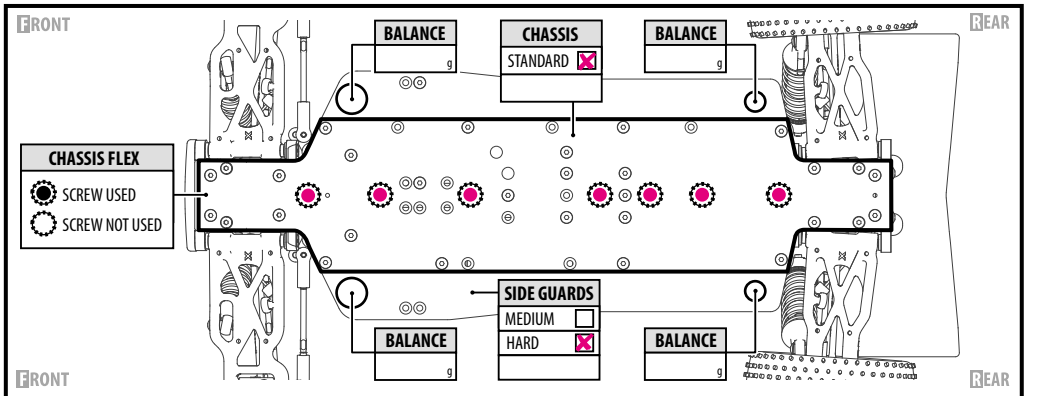 FRONT
BALANCE
g
CHASSIS
STANDARD
BALANCE
g
REAR
CHASSIS FLEX
SCREW USED
SCREW NOT USED
BALANCE
g
SIDE GUARDS
MEDIUM
HARD
BALANCE
g
FRONT
REAR